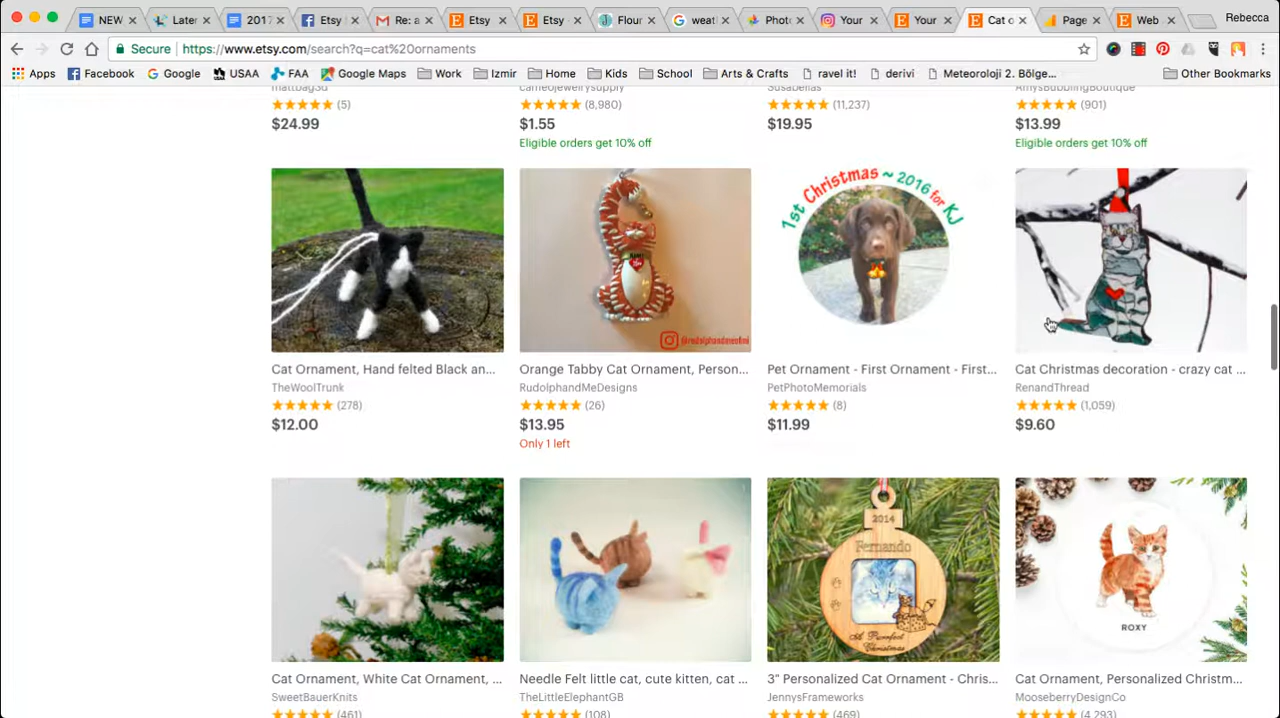 NEW
Later
2017
Etsy
Re: a
Etsy
Etsy
Flour
weat
Phot
Your
Your
Cat o
Page
Web
Rebecca
Secure https://www.etsy.com/search?q=cat%20ornaments
Apps Facebook Google USAA FAA Google Maps Work Izmir Home Kids School Arts & Crafts ravel it! derivi Meteoroloji 2. Bölge... Other Bookmarks
mattbag3d cameojewelrysupply Susabellas AmysBubblingBoutique
(5) (8,980) (11,237) (901)
$24.99 $1.55 $19.95 $13.99
Eligible orders get 10% off Eligible orders get 10% off
1st Christmas ~ 2016 for KJ
@rudolphandmeofmi
Cat Ornament, Hand felted Black an... Orange Tabby Cat Ornament, Person... Pet Ornament - First Ornament - First... Cat Christmas decoration - crazy cat ...
TheWoolTrunk RudolphandMeDesigns PetPhotoMemorials RenandThread
(278) (26) (8) (1,059)
$12.00 $13.95 $11.99 $9.60
Only 1 left
2014
Fernando
A Purrfect
Christmas
ROXY
Cat Ornament, White Cat Ornament, ... Needle Felt little cat, cute kitten, cat ... 3" Personalized Cat Ornament - Chris... Cat Ornament, Personalized Christm...
SweetBauerKnits TheLittleElephantGB JennysFrameworks MooseberryDesignCo
(461) (108) (469) (4,293)